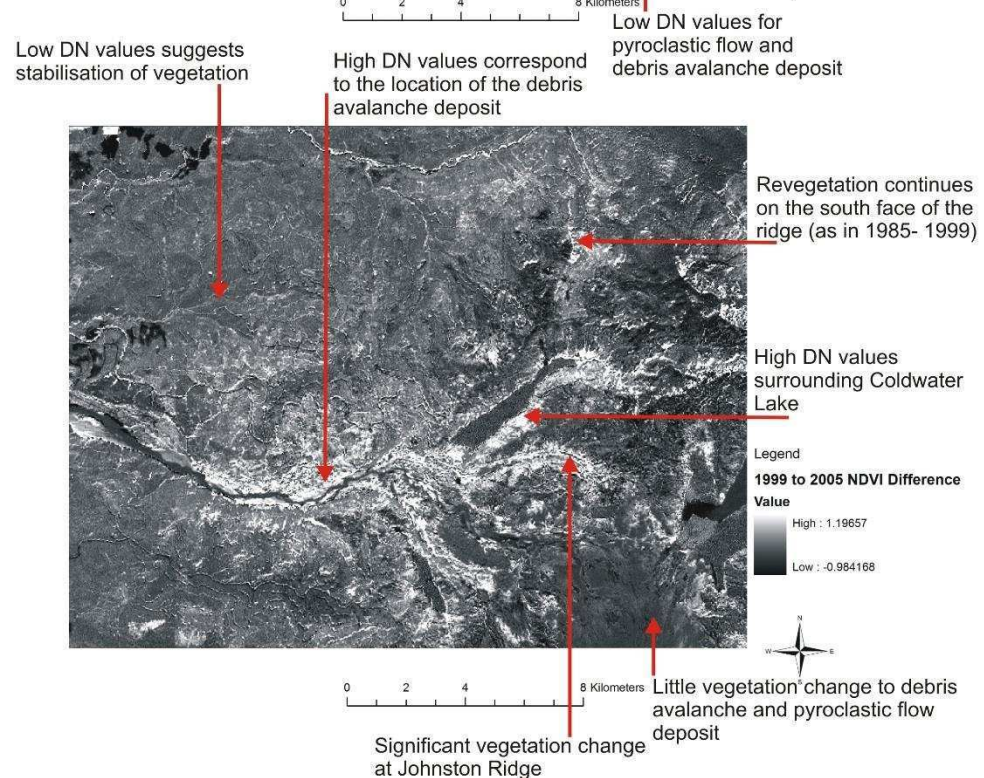 0 2 4 8 Kilometers
Low DN values for
pyroclastic flow and
debris avalanche deposit
Low DN values suggests
stabilisation of vegetation
High DN values correspond
to the location of the debris
avalanche deposit
Revegetation continues
on the south face of the
ridge (as in 1985- 1999)
High DN values
surrounding Coldwater
Lake
Legend
1999 to 2005 NDVI Difference
Value
High : 1.19657
Low : -0.984168
N
W E
S
0 2 4 8 Kilometers
Little vegetation change to debris
avalanche and pyroclastic flow
deposit
Significant vegetation change
at Johnston Ridge